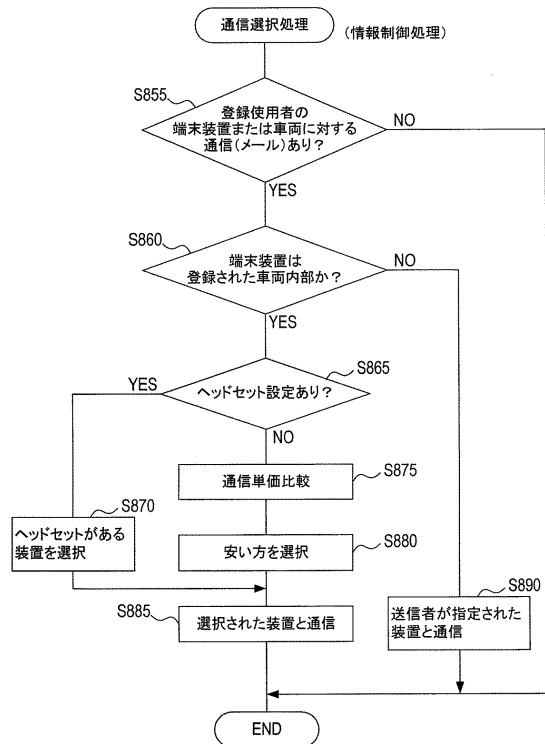 通信選択処理
(情報制御処理)
S855
登録使用者の
端末装置または車両に対する
通信(メール)あり?
NO
YES
S860
端末装置は
登録された車両内部か?
NO
YES
S865
ヘッドセット設定あり?
YES
NO
S875
通信単価比較
S870
ヘッドセットがある
装置を選択
S880
安い方を選択
S890
送信者が指定された
装置と通信
S885
選択された装置と通信
END